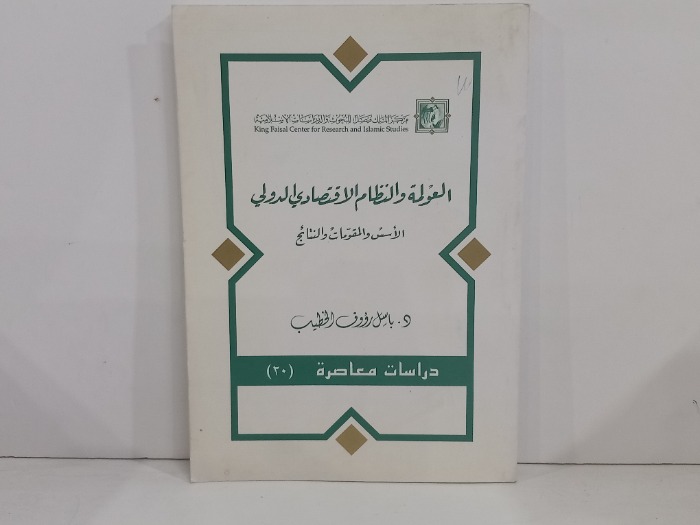 مركز الملك فيصل للبحوث والدراسات الإسلامية
King Faisal Center for Research and Islamic Studies
العولمة والنظام الاقتصادي الدولي
الأسس والمقومات والنتائج
د. باسل رؤوف الخطيب
دراسات معاصرة (٣٠)